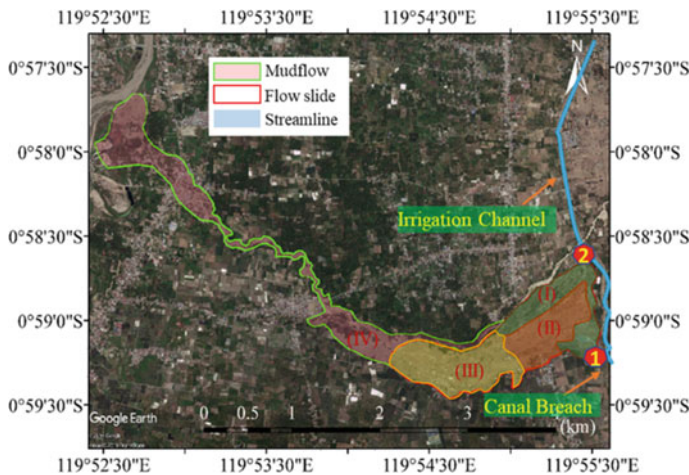 119°52'30"E 119°53'30"E 119°54'30"E 119°55'30"E
0°57'30"S 0°57'30"S
0°58'0"S 0°58'0"S
0°58'30"S 0°58'30"S
0°59'0"S 0°59'0"S
0°59'30"S 0°59'30"S
N
Mudflow
Flow slide
Streamline
Irrigation Channel
2
(I)
(II)
(IV)
(III)
1
Canal Breach
Google Earth
0 0.5 1 2 3
(km)
119°52'30"E 119°53'30"E 119°54'30"E 119°55'30"E